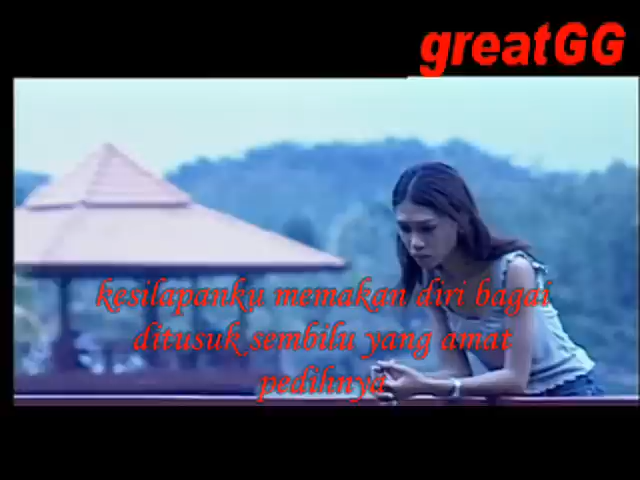 greatGG
kesilapanku memakan diri bagai
ditusuk sembilu yang amat
pedihnya